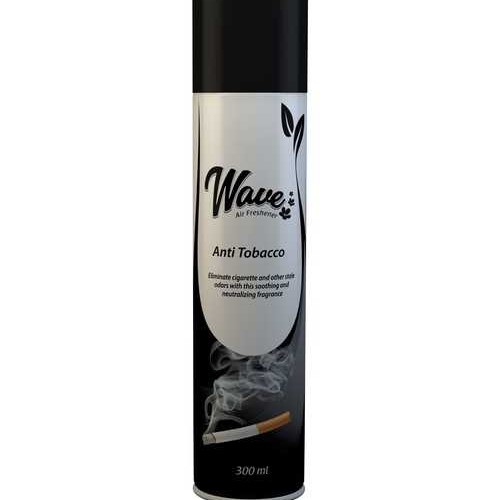 Wave
Air Freshener
Anti Tobacco
Eliminate cigarette and other stale
odors with this soothing and
neutralizing fragrance
300 ml